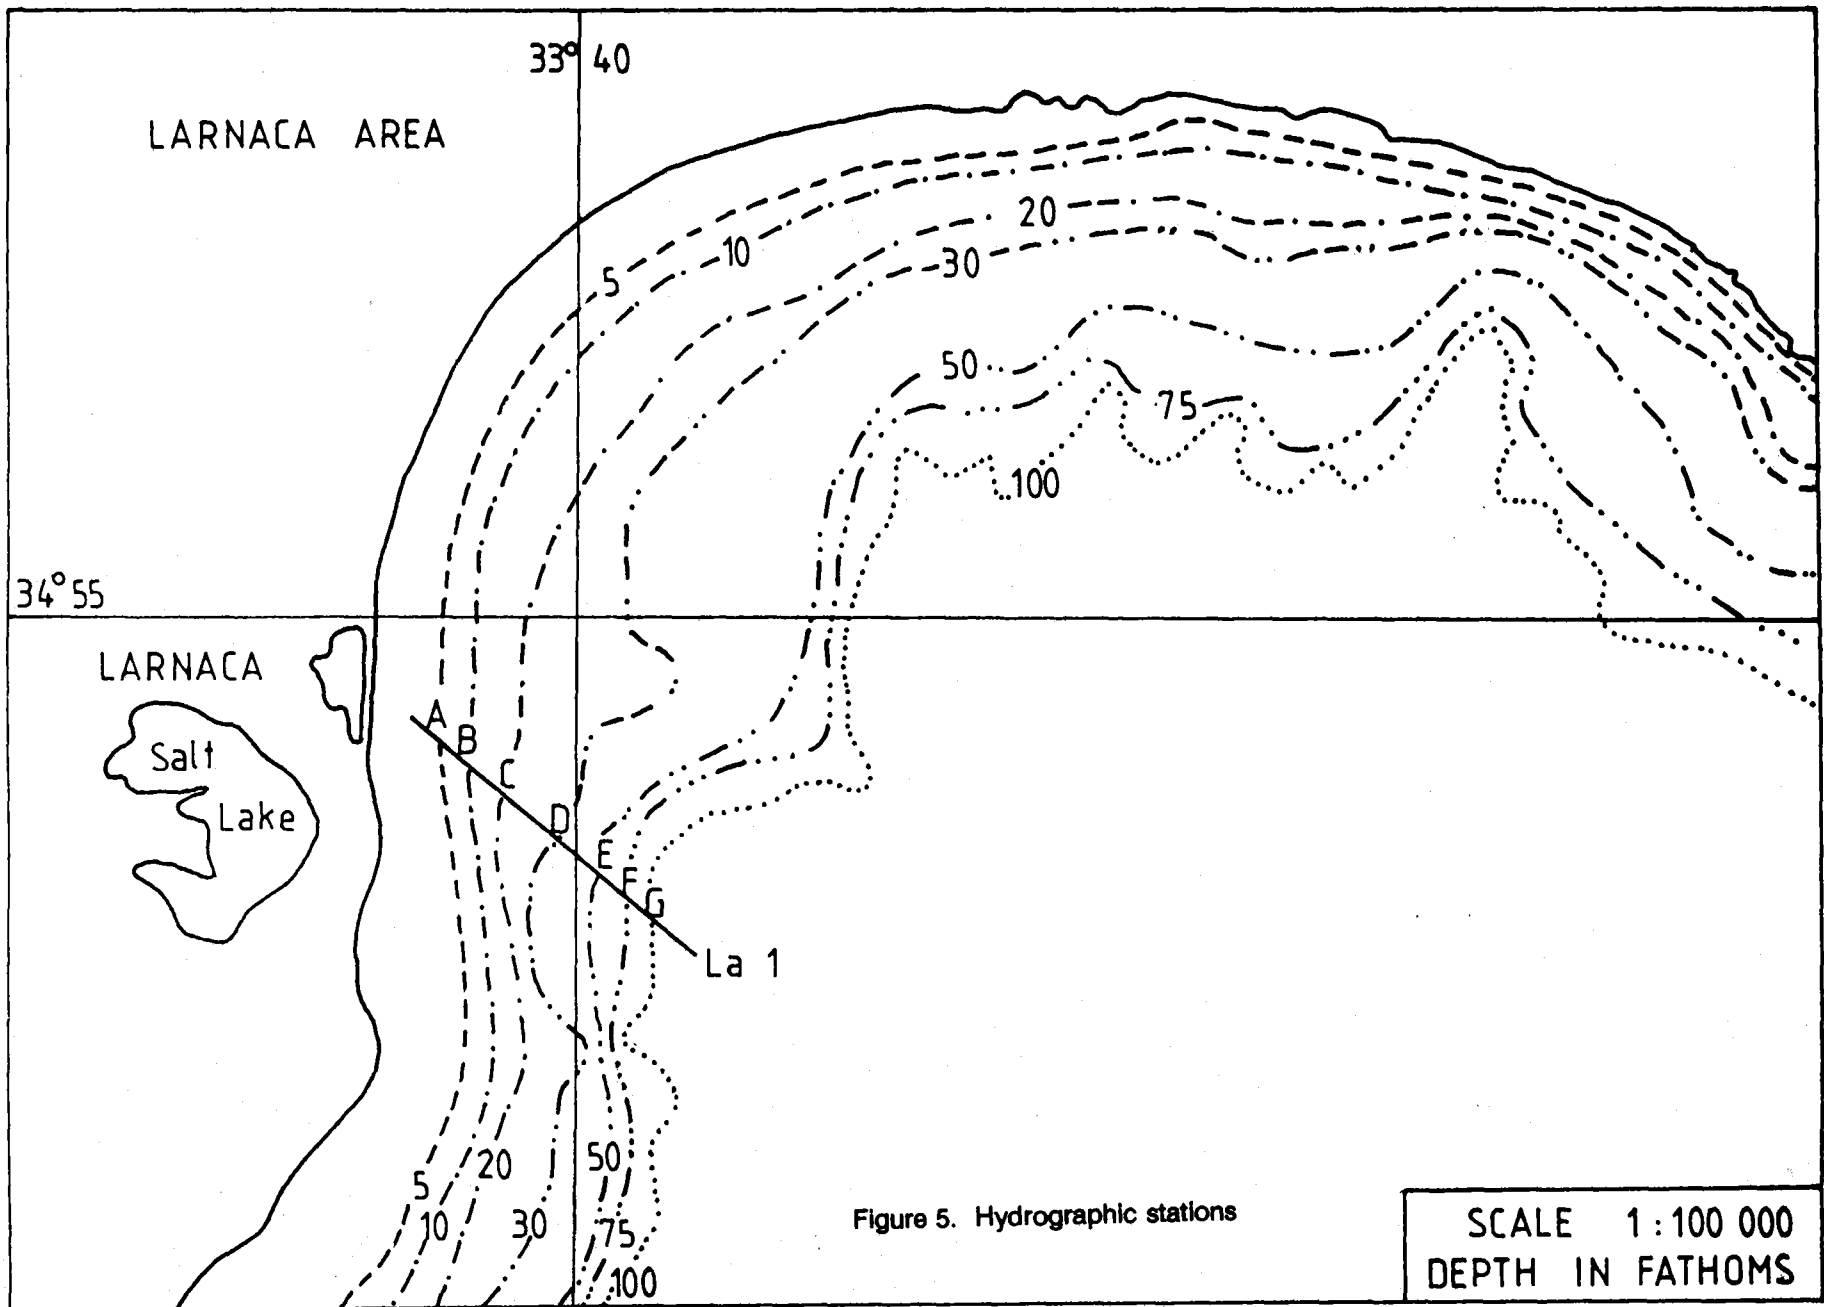 33° 40
LARNACA AREA
20
10
30
5
50
75
100
34° 55
LARNACA
A
B
Salt
C
Lake
D
E
F
G
La 1
20
50
5
10
30
75
100
Figure 5. Hydrographic stations
SCALE 1:100 000
DEPTH IN FATHOMS